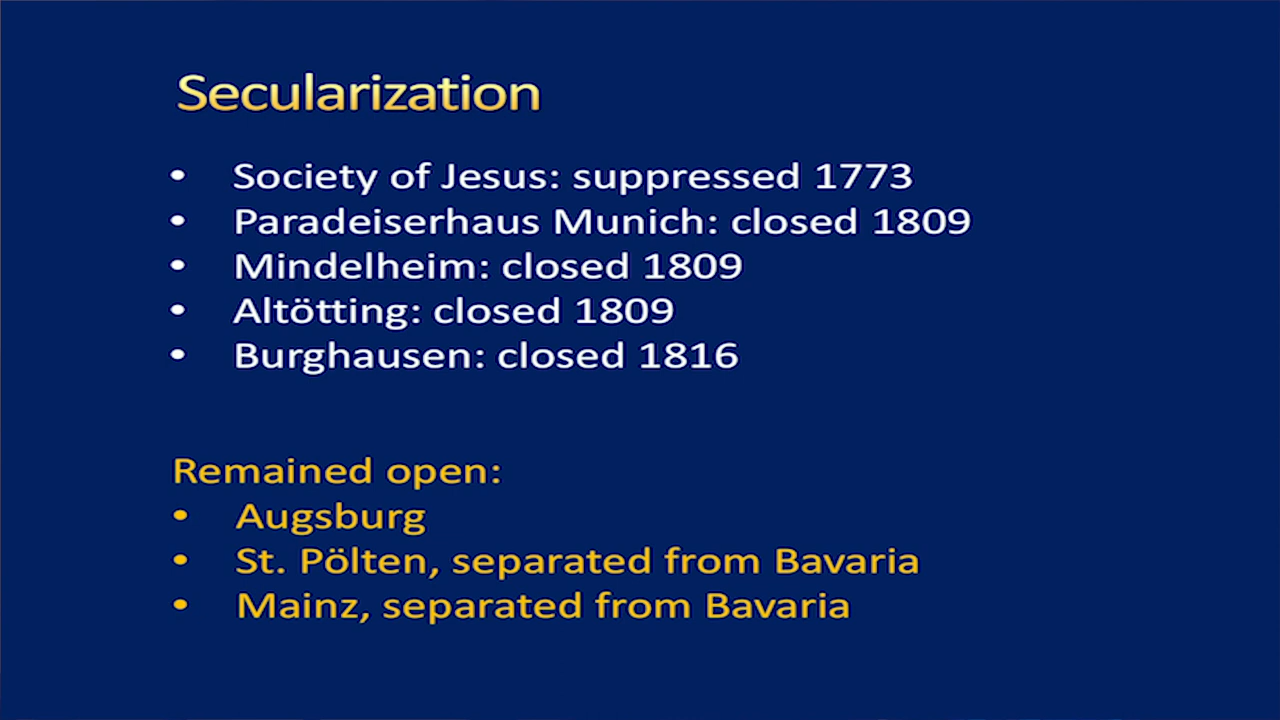 Secularization
• Society of Jesus: suppressed 1773
• Paradeiserhaus Munich: closed 1809
• Mindelheim: closed 1809
• Altötting: closed 1809
• Burghausen: closed 1816
Remained open:
• Augsburg
• St. Pölten, separated from Bavaria
• Mainz, separated from Bavaria